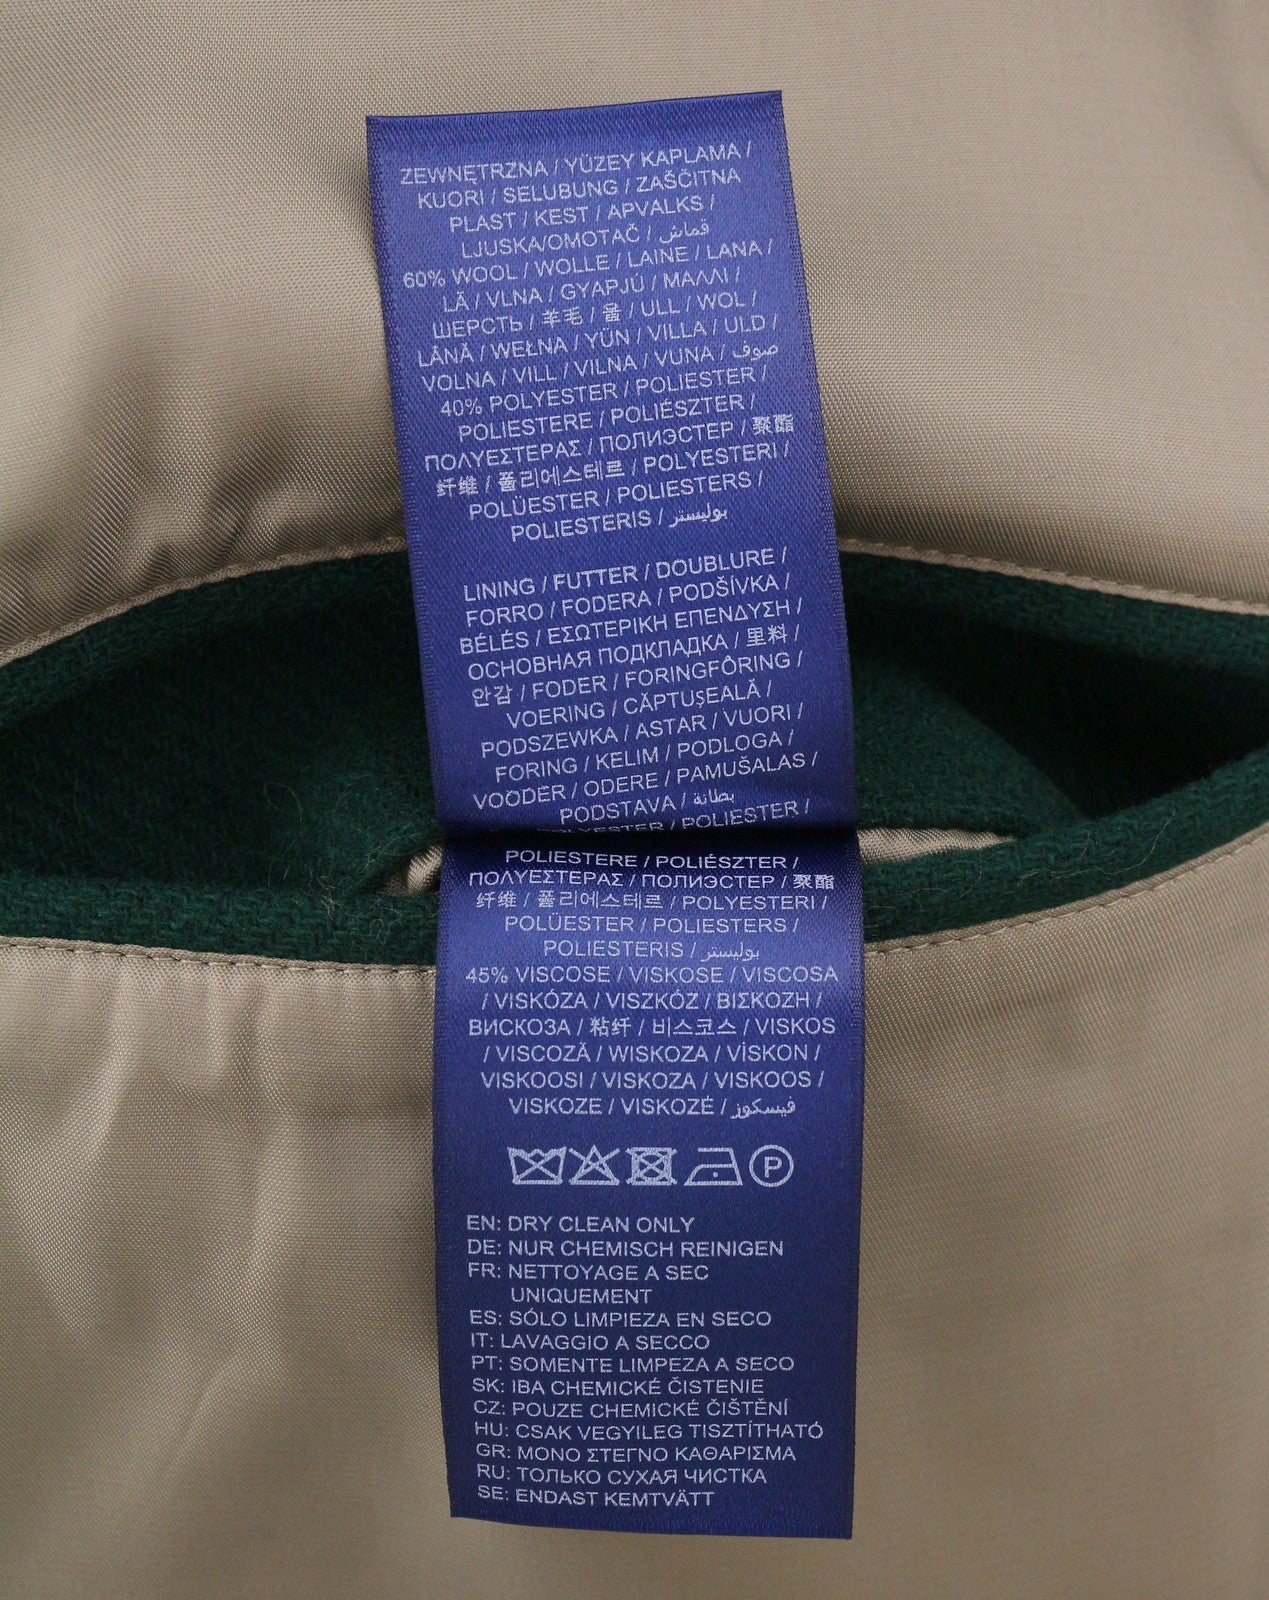 ZEWNĘTRZNA / YÜZEY KAPLAMA /
KUORI / SELUBUNG / ZAŠČITNA
PLAST / KEST / APVALKS /
LJUSKA/OMOTAČ / قماش
60% WOOL / WOLLE / LAINE / LANA /
LÃ / VLNA / GYAPJÚ / ΜΑΛΛΙ /
ШЕРСТЬ / 羊毛 / 울 / ULL / WOL /
LÂNĂ / WEŁNA / YÜN / VILLA / ULD /
VOLNA / VILL / VILNA / VUNA / صوف
40% POLYESTER / POLIESTER /
POLIESTERE / POLIÉSZTER /
ΠΟΛΥΕΣΤΕΡΑΣ / ПОЛИЭСТЕР / 聚酯
纤维 / 폴리에스테르 / POLYESTERI /
POLÜESTER / POLIESTERS /
POLIESTERIS / بوليستر
LINING / FUTTER / DOUBLURE /
FORRO / FODERA / PODŠÍVKA /
BÉLÉS / ΕΣΩΤΕΡΙΚΗ ΕΠΕΝΔΥΣΗ /
ОСНОВНАЯ ПОДКЛАДКА / 里料 /
안감 / FODER / FORINGFÔRING /
VOERING / CĂPTUȘEALĂ /
PODSZEWKA / ASTAR / VUORI /
FORING / KELIM / PODLOGA /
VOODER / ODERE / PAMUŠALAS /
PODSTAVA / بطانة
POLYESTER / POLIESTER /
POLIESTERE / POLIÉSZTER /
ΠΟΛΥΕΣΤΕΡΑΣ / ПОЛИЭСТЕР / 聚酯
纤维 / 폴리에스테르 / POLYESTERI /
POLÜESTER / POLIESTERS /
POLIESTERIS / بوليستر
45% VISCOSE / VISKOSE / VISCOSA
/ VISKÓZA / VISZKÓZ / ΒΙΣΚΟΖΗ /
ВИСКОЗА / 粘纤 / 비스코스 / VISKOS
/ VISCOZĂ / WISKOZA / VİSKON /
VISKOOSI / VISKOZA / VISKOOS /
VISKOZE / VISKOZĖ / فيسكوز
P
EN: DRY CLEAN ONLY
DE: NUR CHEMISCH REINIGEN
FR: NETTOYAGE A SEC
UNIQUEMENT
ES: SÓLO LIMPIEZA EN SECO
IT: LAVAGGIO A SECCO
PT: SOMENTE LIMPEZA A SECO
SK: IBA CHEMICKÉ ČISTENIE
CZ: POUZE CHEMICKÉ ČIŠTĚNÍ
HU: CSAK VEGYILEG TISZTÍTHATÓ
GR: ΜΟΝΟ ΣΤΕΓΝΟ ΚΑΘΑΡΙΣΜΑ
RU: ТОЛЬКО СУХАЯ ЧИСТКА
SE: ENDAST KEMTVÄTT